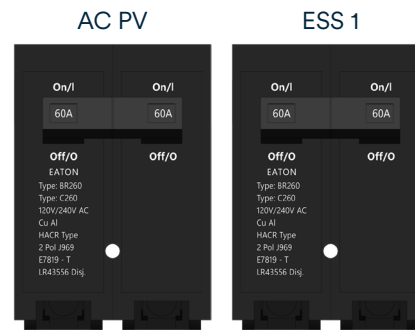 AC PV
On/I On/I
60A 60A
Off/O Off/O
EATON
Type: BR260
Type: C260
120V/240V AC
Cu Al
HACR Type
2 Pol J969
E7819 - T
LR43556 Disj.
ESS 1
On/I On/I
60A 60A
Off/O Off/O
EATON
Type: BR260
Type: C260
120V/240V AC
Cu Al
HACR Type
2 Pol J969
E7819 - T
LR43556 Disj.